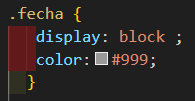 .fecha {
display: block ;
color: #999;
}